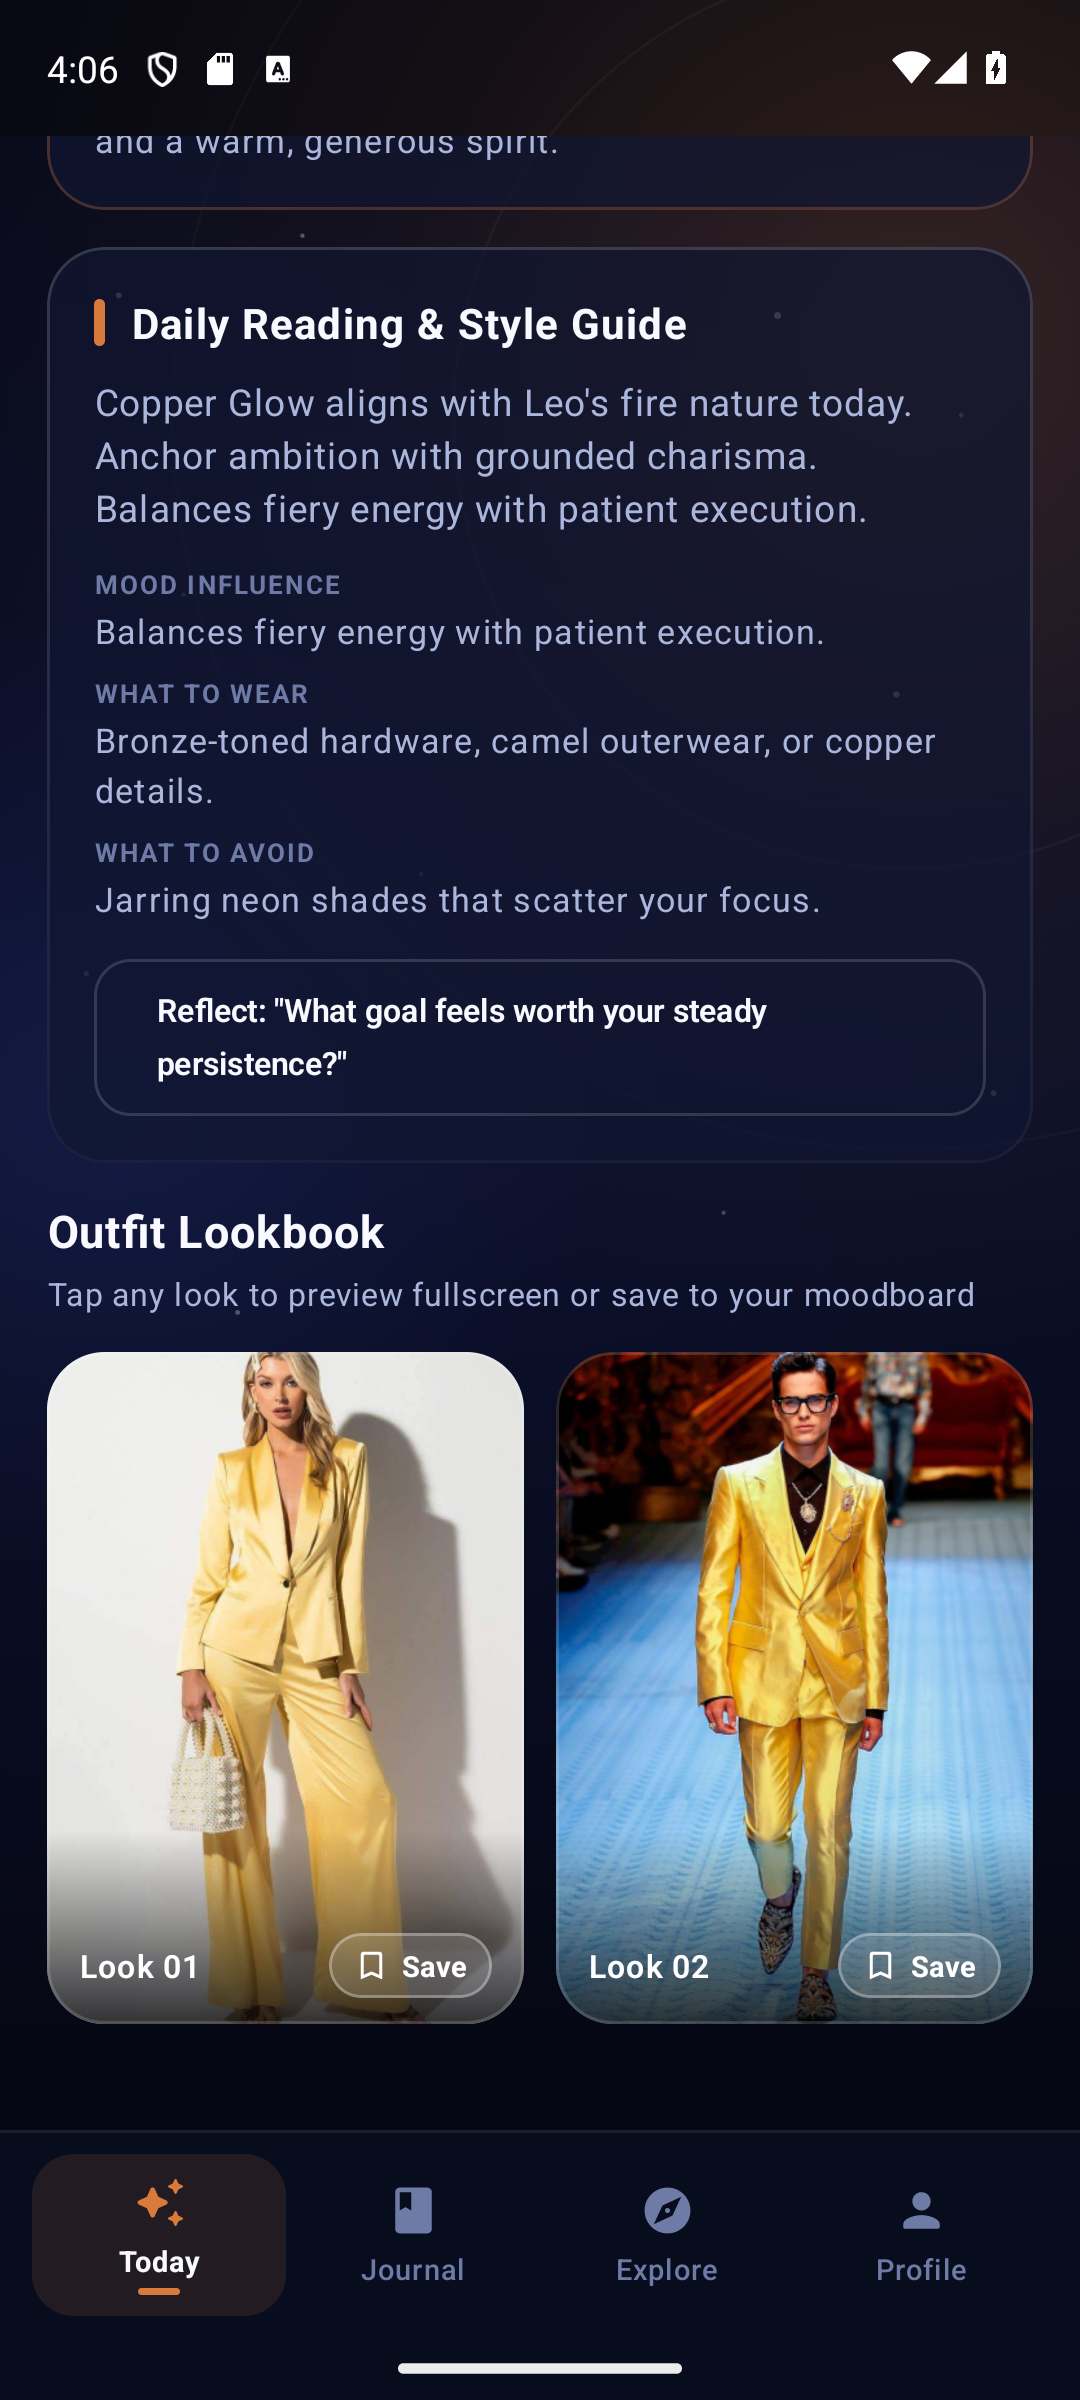 4:06
and a warm, generous spirit.
Daily Reading & Style Guide
Copper Glow aligns with Leo's fire nature today.
Anchor ambition with grounded charisma.
Balances fiery energy with patient execution.
MOOD INFLUENCE
Balances fiery energy with patient execution.
WHAT TO WEAR
Bronze-toned hardware, camel outerwear, or copper
details.
WHAT TO AVOID
Jarring neon shades that scatter your focus.
Reflect: "What goal feels worth your steady
persistence?"
Outfit Lookbook
Tap any look to preview fullscreen or save to your moodboard
Look 01
Save
Look 02
Save
Today
Journal
Explore
Profile